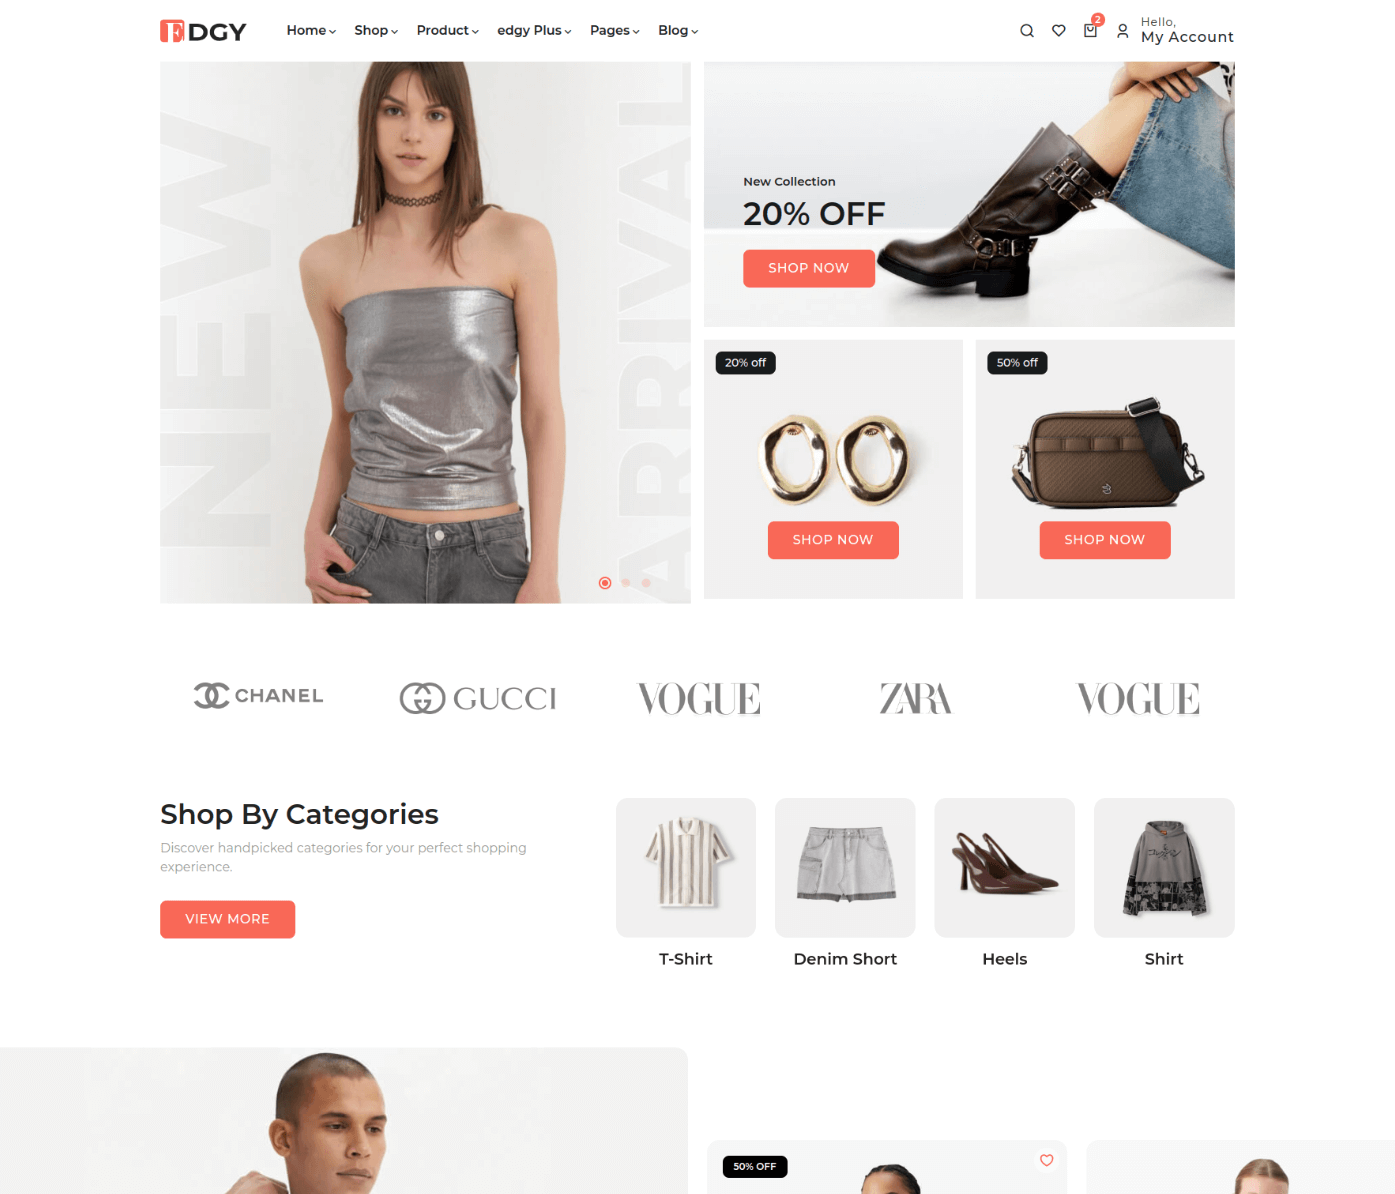 EDGY
Home
Shop
Product
edgy Plus
Pages
Blog
2
Hello,
My Account
NEW
ARRIVAL
New Collection
20% OFF
SHOP NOW
20% off
SHOP NOW
50% off
SHOP NOW
CHANEL
GUCCI
VOGUE
ZARA
VOGUE
Shop By Categories
Discover handpicked categories for your perfect shopping
experience.
VIEW MORE
T-Shirt
Denim Short
Heels
Shirt
50% OFF